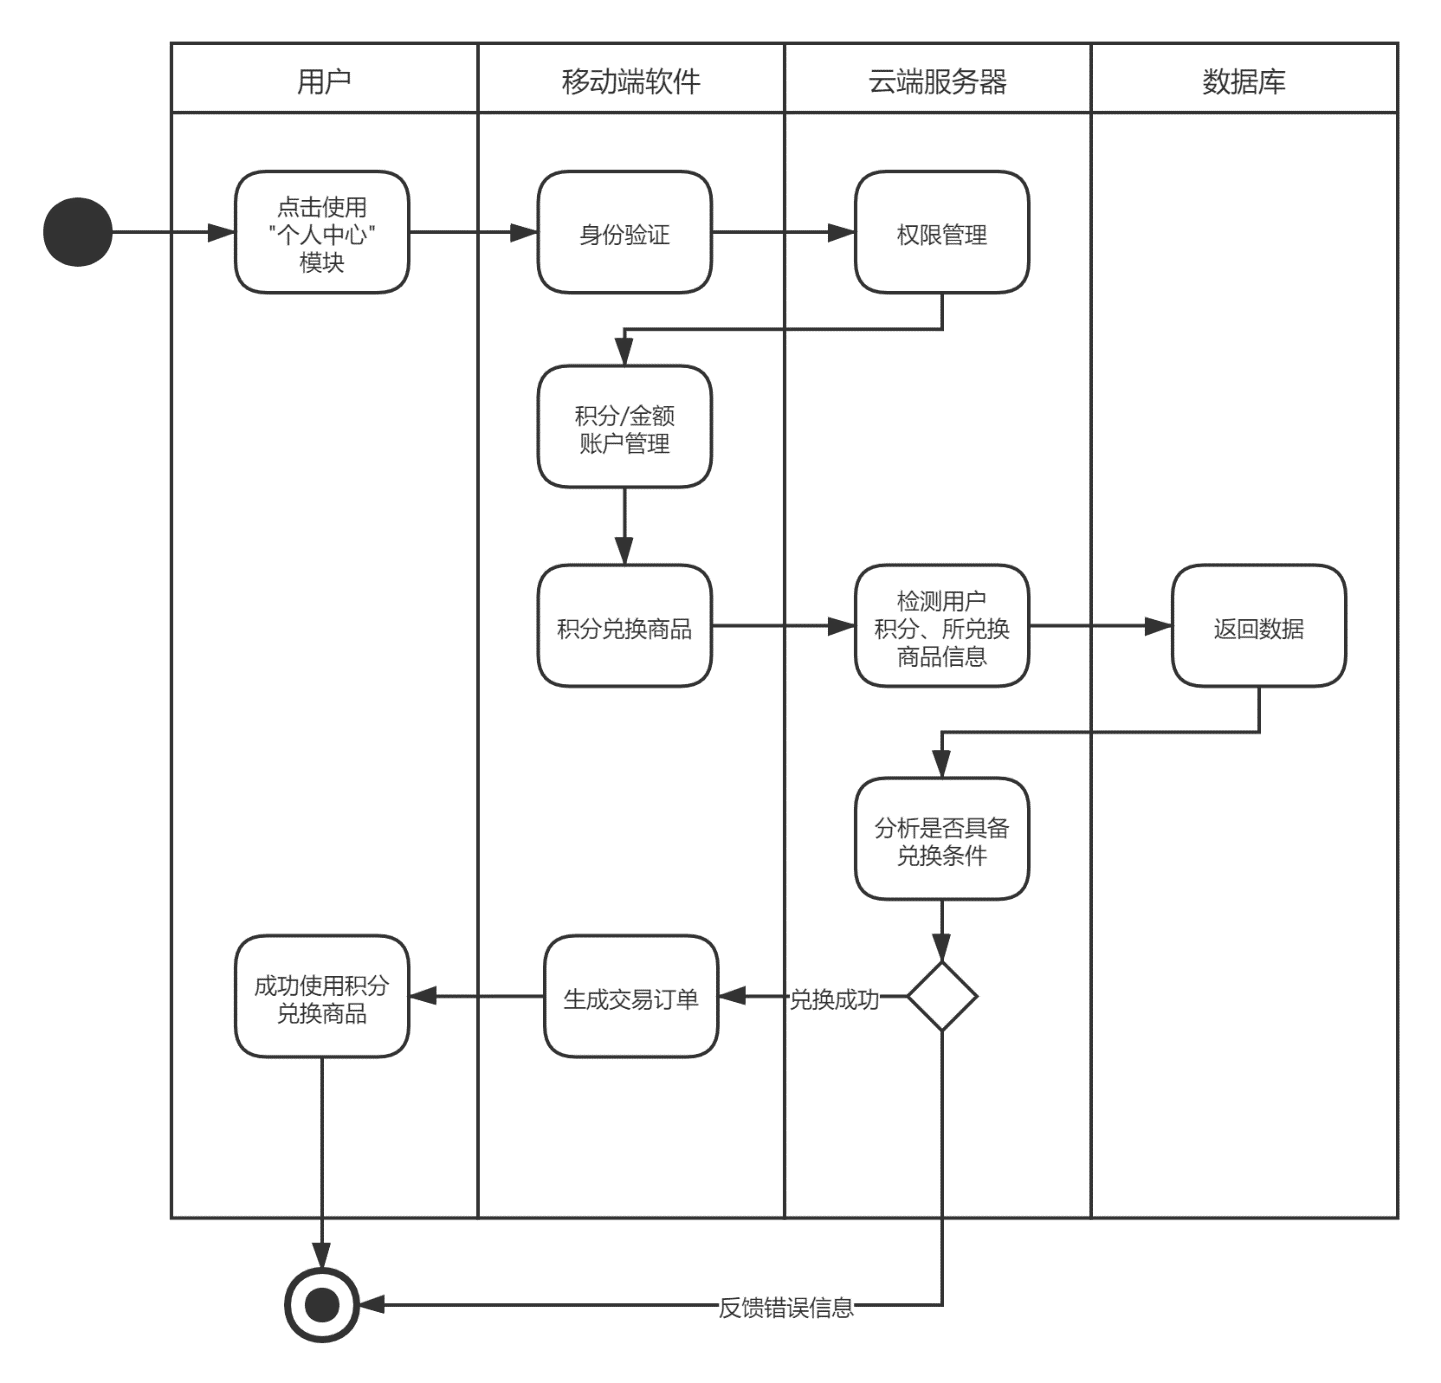 用户
移动端软件
云端服务器
数据库
点击使用
"个人中心"
模块
身份验证
权限管理
积分/金额
账户管理
积分兑换商品
检测用户
积分、所兑换
商品信息
返回数据
分析是否具备
兑换条件
成功使用积分
兑换商品
生成交易订单
兑换成功
反馈错误信息